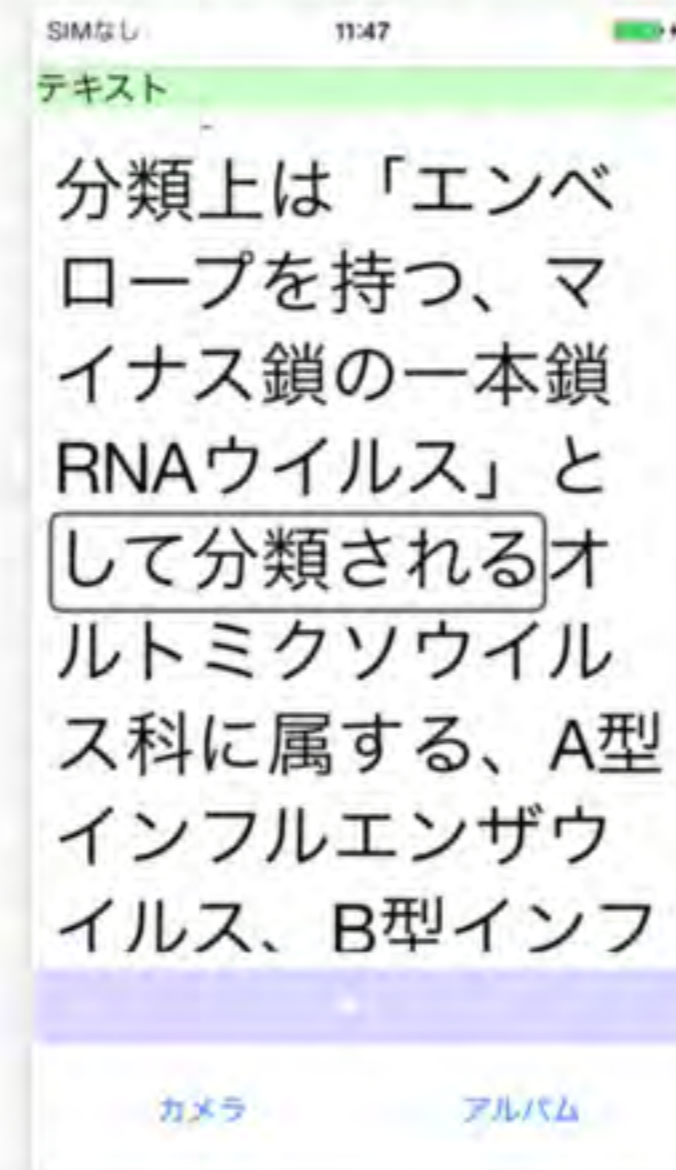 SIMなし 11:47
テキスト
分類上は「エンベ
ロープを持つ、マ
イナス鎖の一本鎖
RNAウイルス」と
して分類されるオ
ルトミクソウイル
ス科に属する、A型
インフルエンザウ
イルス、B型インフ
カメラ アルバム